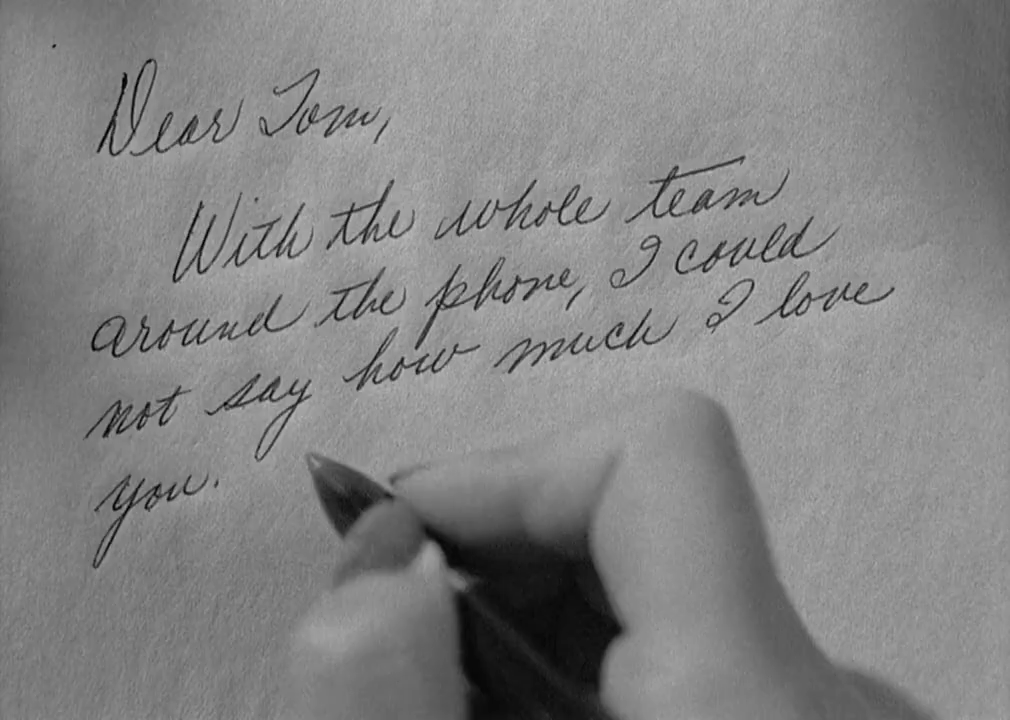 Dear Tom,
With the whole team
around the phone, I could
not say how much I love
you.